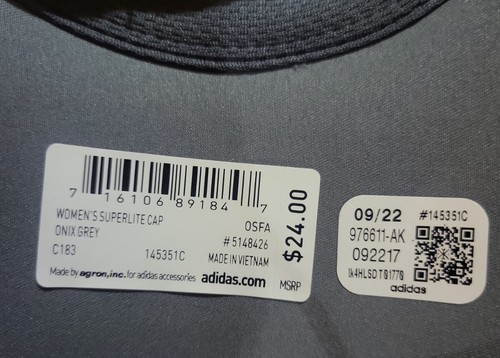 7 16106 89184 7
WOMEN'S SUPERLITE CAP OSFA
ONIX GREY #5148426
C183 145351C MADE IN VIETNAM
Made by agron, inc. for adidas accessories adidas.com
$24.00
MSRP
09/22 #145351C
976611-AK
092217
1k4HLSDT01770
adidas